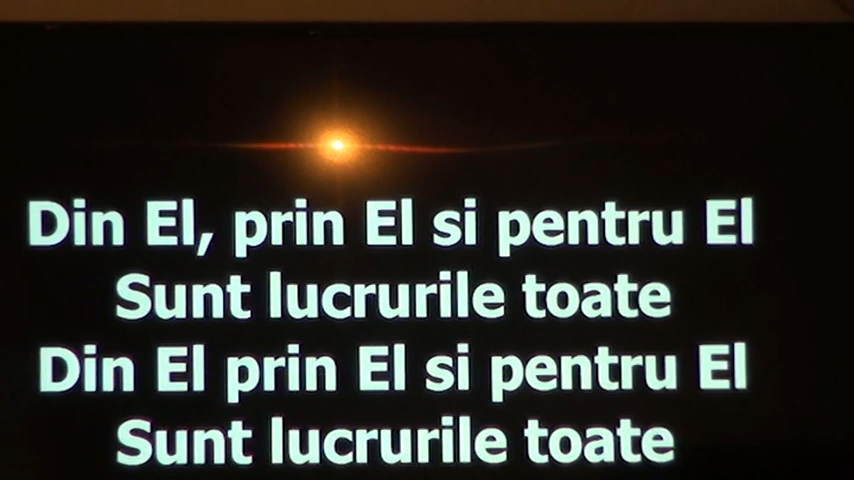 Din El, prin El si pentru El
Sunt lucrurile toate
Din El prin El si pentru El
Sunt lucrurile toate